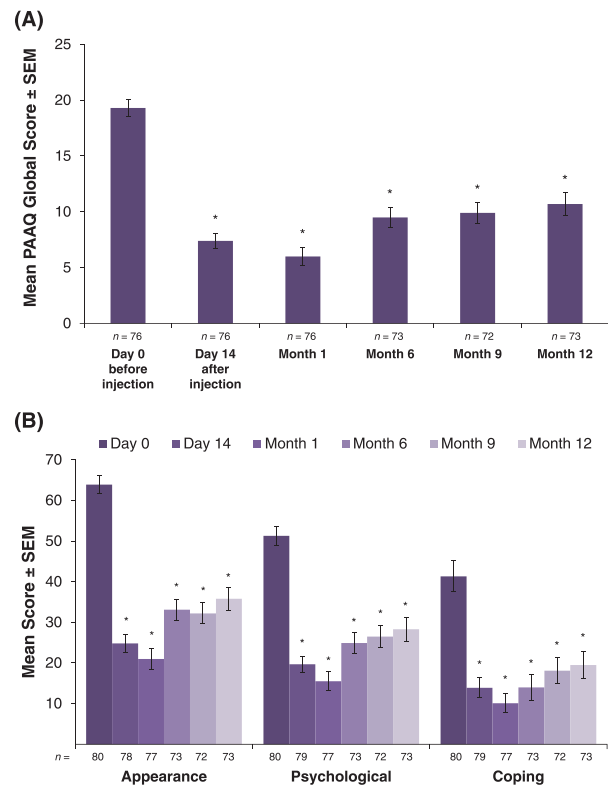 (A)
Mean PAAQ Global Score ± SEM
25
20
15
10
5
0
* * * * *
n = 76 n = 76 n = 76 n = 73 n = 72 n = 73
Day 0 before injection
Day 14 after injection
Month 1
Month 6
Month 9
Month 12
(B)
Day 0 Day 14 Month 1 Month 6 Month 9 Month 12
Mean Score ± SEM
70
60
50
40
30
20
10
* * * * * * * * * * * * * * *
n = 80 78 77 73 72 73 80 79 77 73 72 73 80 79 77 73 72 73
Appearance Psychological Coping